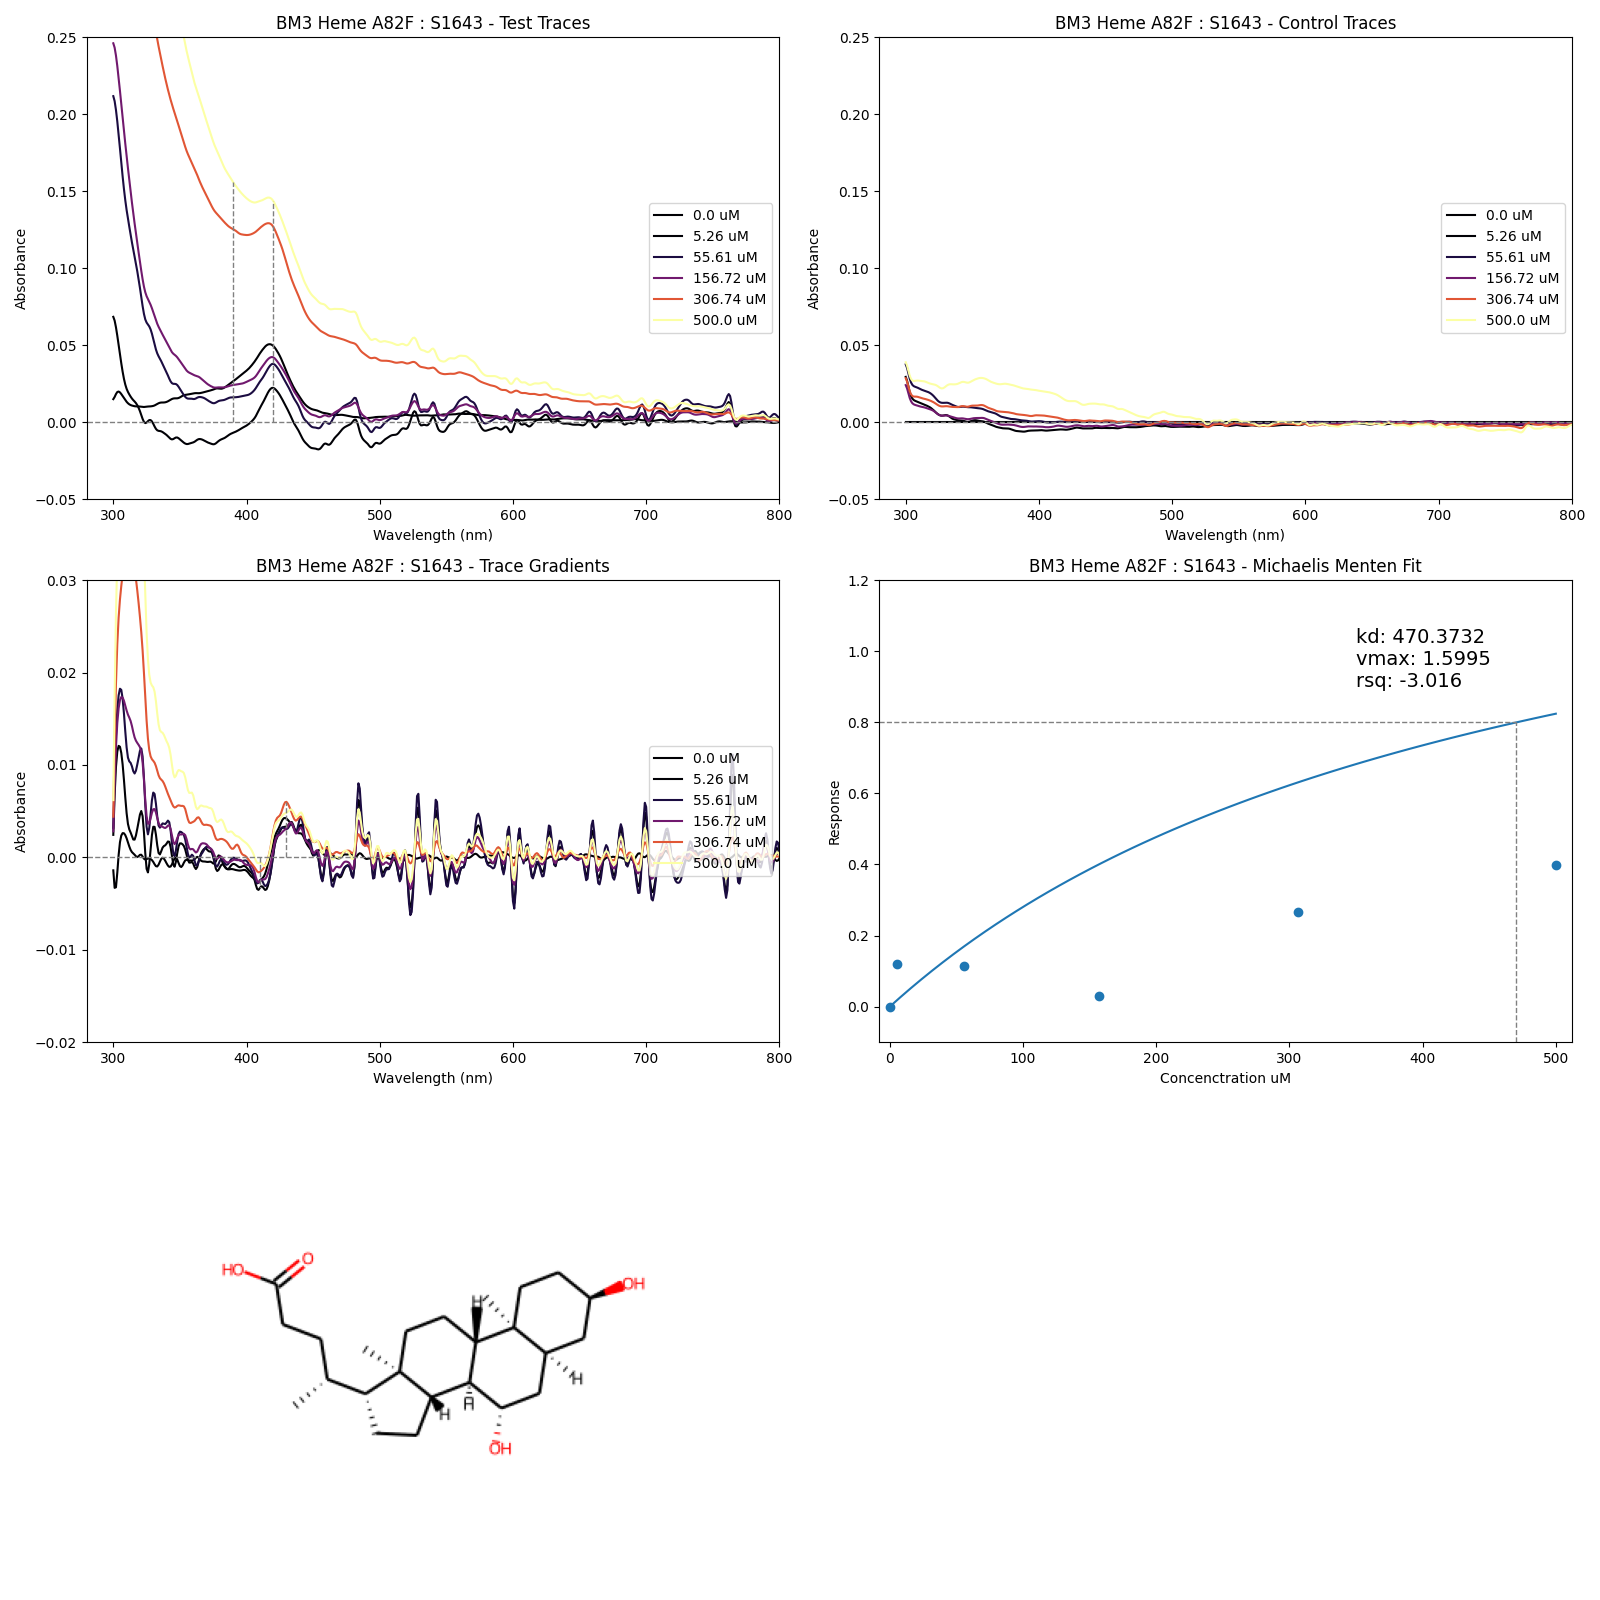 BM3 Heme A82F : S1643 - Test Traces
0.25
0.20
0.15
0.10
0.05
0.00
−0.05
Absorbance
0.0 uM
5.26 uM
55.61 uM
156.72 uM
306.74 uM
500.0 uM
300 400 500 600 700 800
Wavelength (nm)
BM3 Heme A82F : S1643 - Control Traces
0.25
0.20
0.15
0.10
0.05
0.00
−0.05
Absorbance
0.0 uM
5.26 uM
55.61 uM
156.72 uM
306.74 uM
500.0 uM
300 400 500 600 700 800
Wavelength (nm)
BM3 Heme A82F : S1643 - Trace Gradients
0.03
0.02
0.01
0.00
−0.01
−0.02
Absorbance
0.0 uM
5.26 uM
55.61 uM
156.72 uM
306.74 uM
500.0 uM
300 400 500 600 700 800
Wavelength (nm)
BM3 Heme A82F : S1643 - Michaelis Menten Fit
1.2
1.0
0.8
0.6
0.4
0.2
0.0
Response
kd: 470.3732
vmax: 1.5995
rsq: -3.016
0 100 200 300 400 500
Concenctration uM
HO
O
H
OH
H
H
H
OH